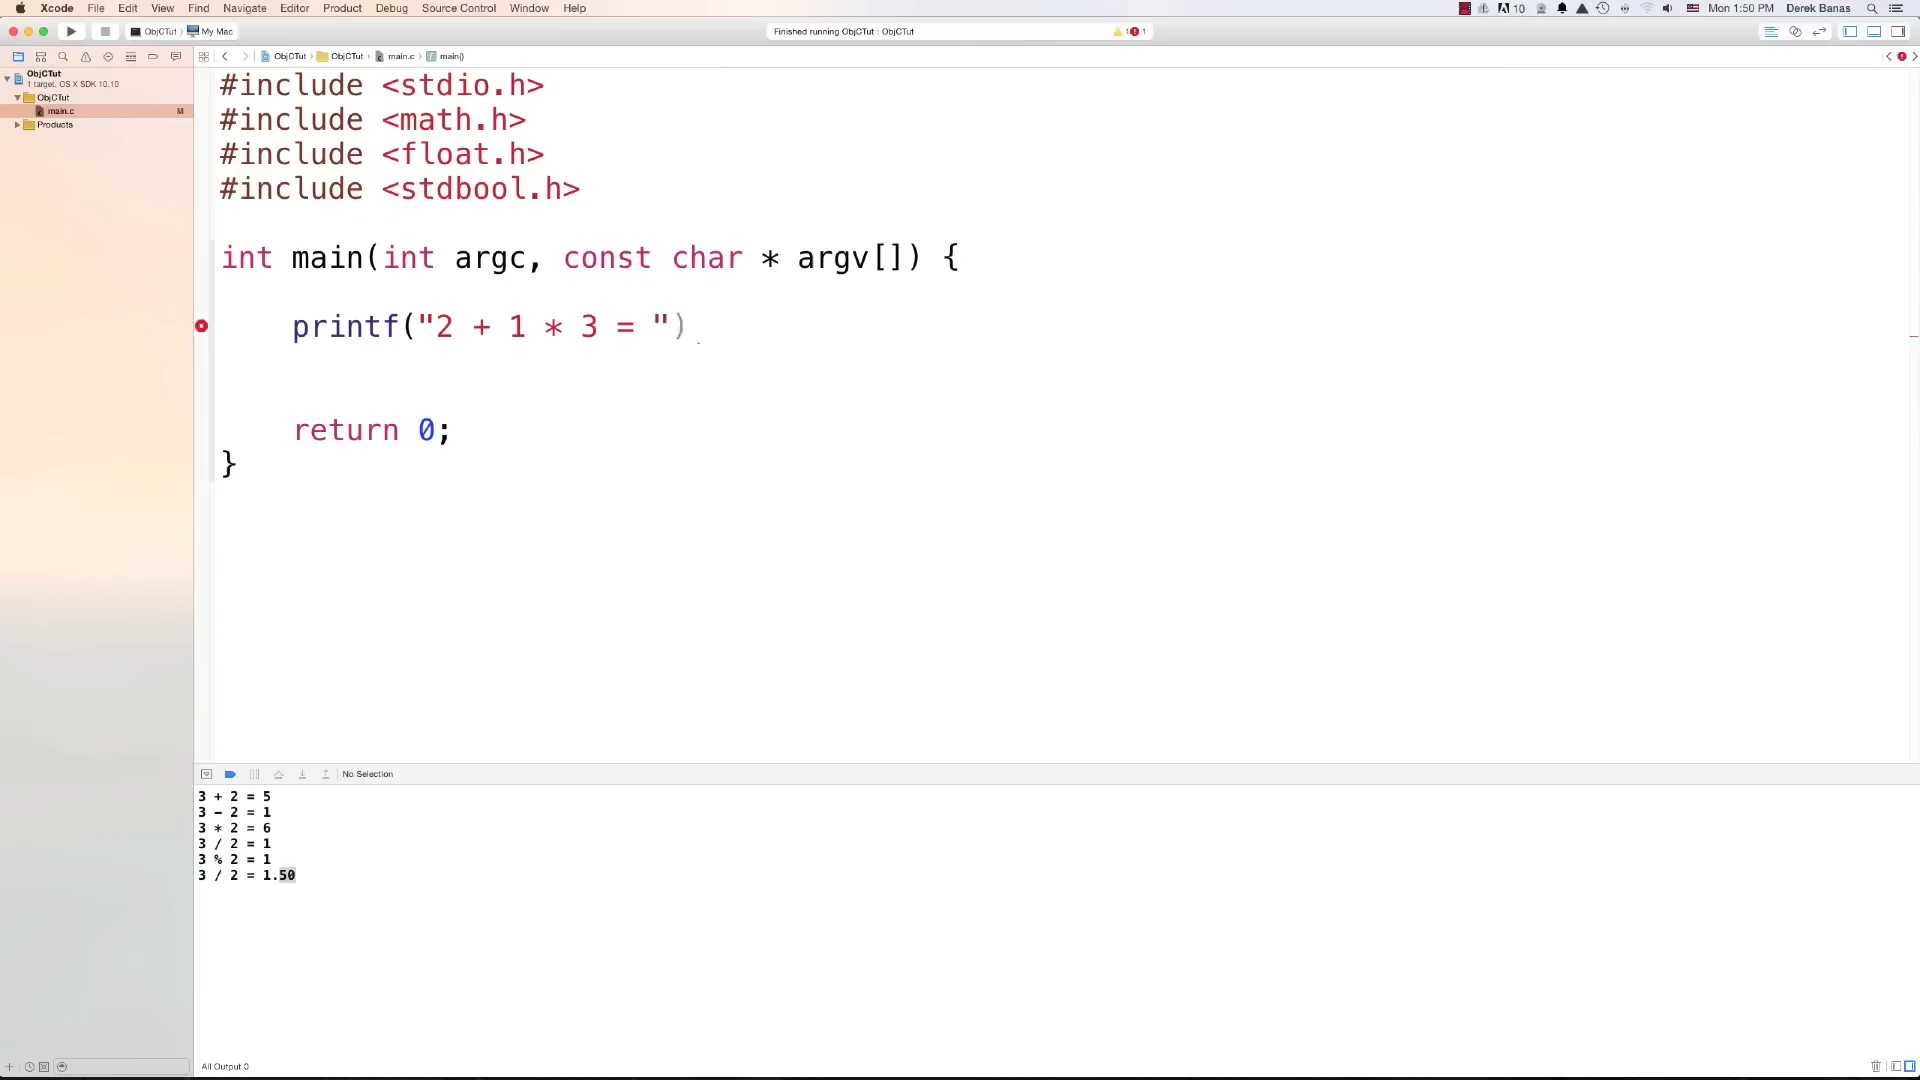 Xcode File Edit View Find Navigate Editor Product Debug Source Control Window Help 10 Mon 1:50 PM Derek Banas
ObjCTut My Mac Finished running ObjCTut : ObjCTut 1 1
ObjCTut ObjCTut main.c main()
ObjCTut
1 target, OS X SDK 10.10
ObjCTut
main.c M
Products
#include <stdio.h>
#include <math.h>
#include <float.h>
#include <stdbool.h>
int main(int argc, const char * argv[]) {
printf("2 + 1 * 3 = ")
return 0;
}
No Selection
3 + 2 = 5
3 - 2 = 1
3 * 2 = 6
3 / 2 = 1
3 % 2 = 1
3 / 2 = 1.50
All Output